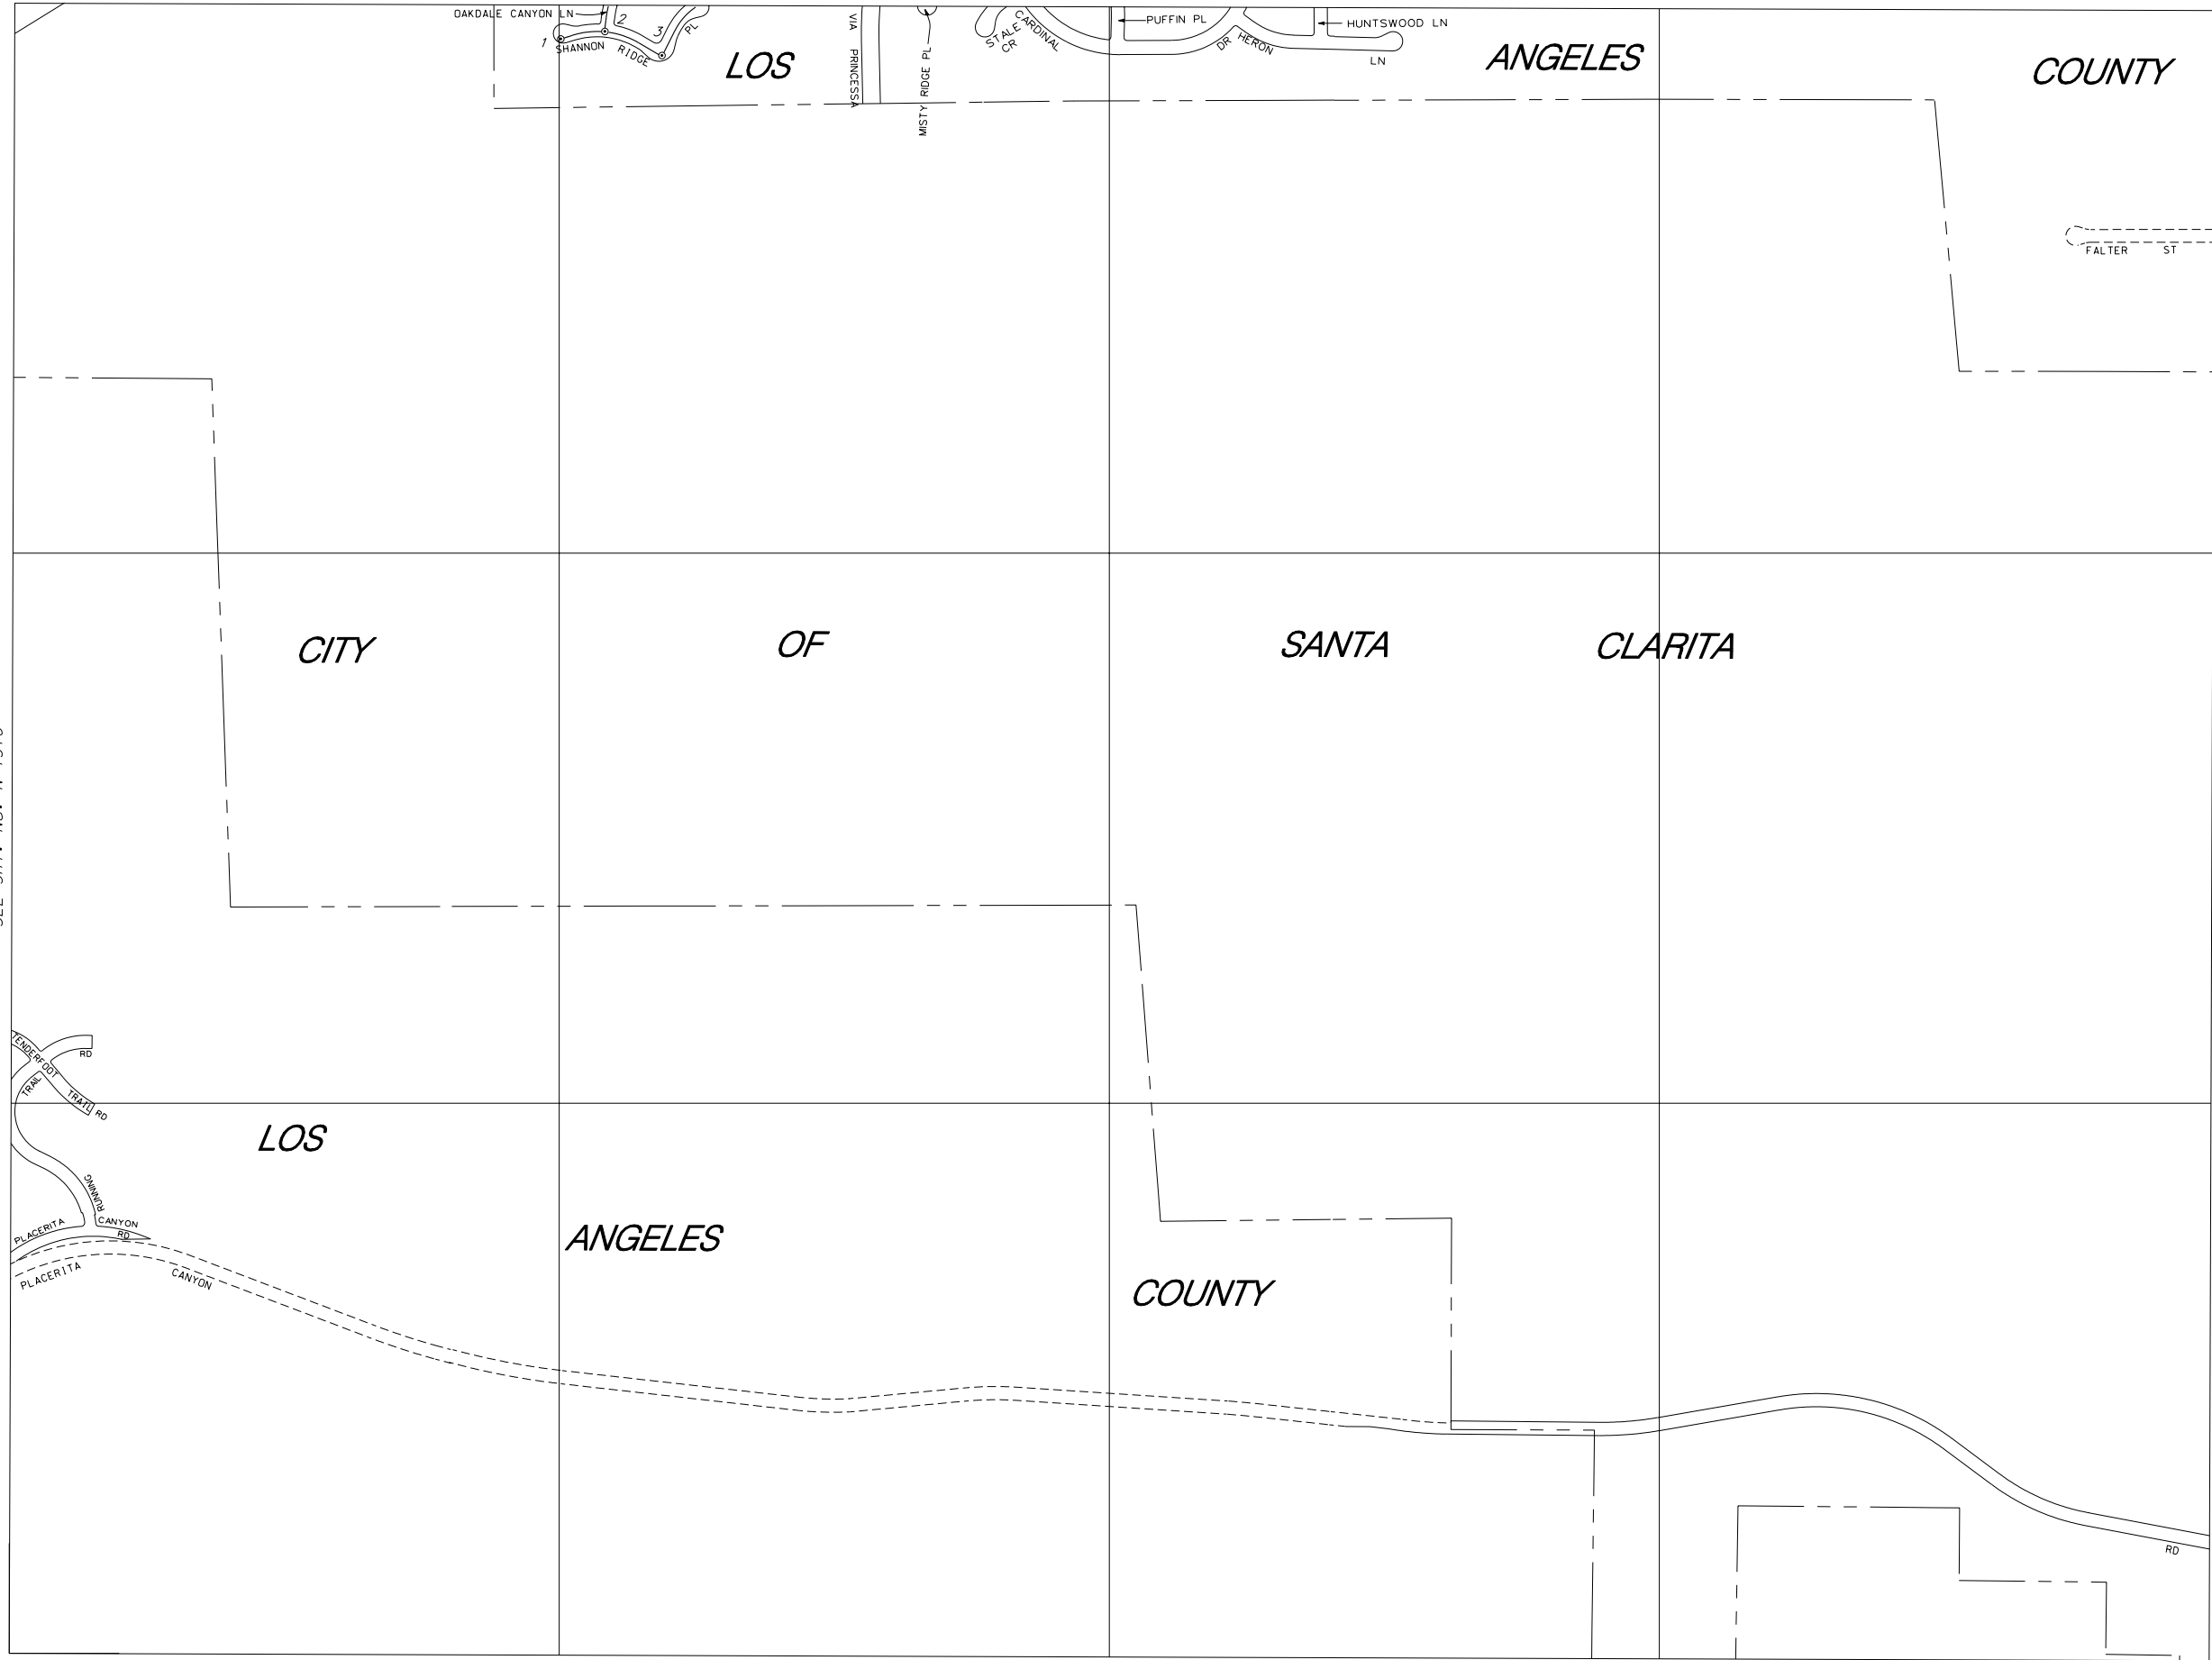 OAKDALE CANYON LN
1
2
3
SHANNON RIDGE PL
LOS ANGELES COUNTY
VIA PRINCESSA
MISTY RIDGE PL
STALE CR
CARDINAL DR
PUFFIN PL
HERON LN
HUNTSWOOD LN
FALTER ST
CITY OF SANTA CLARITA
TENDERFOOT TRAIL RD
RUNNING TRAIL RD
LOS ANGELES COUNTY
PLACERITA CANYON RD
PLACERITA CANYON RD